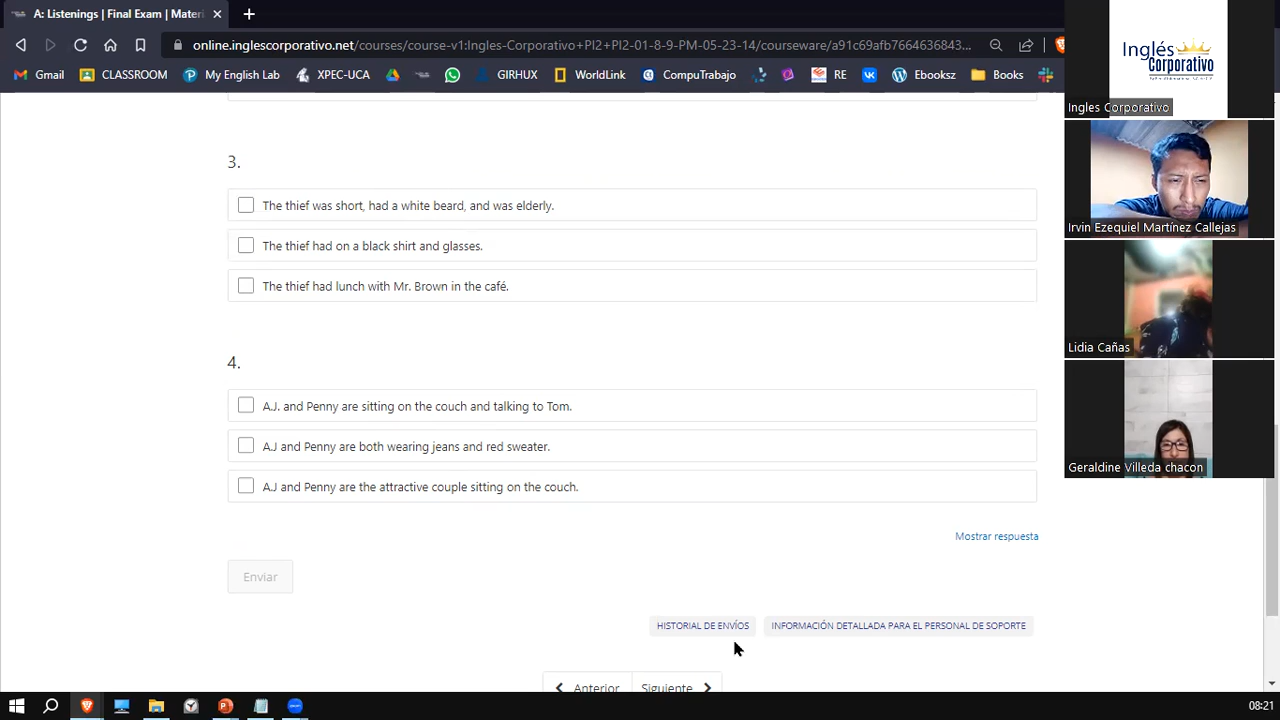 A: Listenings | Final Exam | Materi
online.inglescorporativo.net/courses/course-v1:Ingles-Corporativo+PI2+PI2-01-8-9-PM-05-23-14/courseware/a91c69afb7664636843...
Gmail CLASSROOM My English Lab XPEC-UCA GIRHUX WorldLink CompuTrabajo RE Ebooksz Books
3.
The thief was short, had a white beard, and was elderly.
The thief had on a black shirt and glasses.
The thief had lunch with Mr. Brown in the café.
4.
A.J. and Penny are sitting on the couch and talking to Tom.
A.J and Penny are both wearing jeans and red sweater.
A.J and Penny are the attractive couple sitting on the couch.
Mostrar respuesta
Enviar
HISTORIAL DE ENVÍOS INFORMACIÓN DETALLADA PARA EL PERSONAL DE SOPORTE
Anterior Siguiente
Inglés
Corporativo
Ingles Corporativo
Irvin Ezequiel Martínez Callejas
Lidia Cañas
Geraldine Villeda chacon
08:21